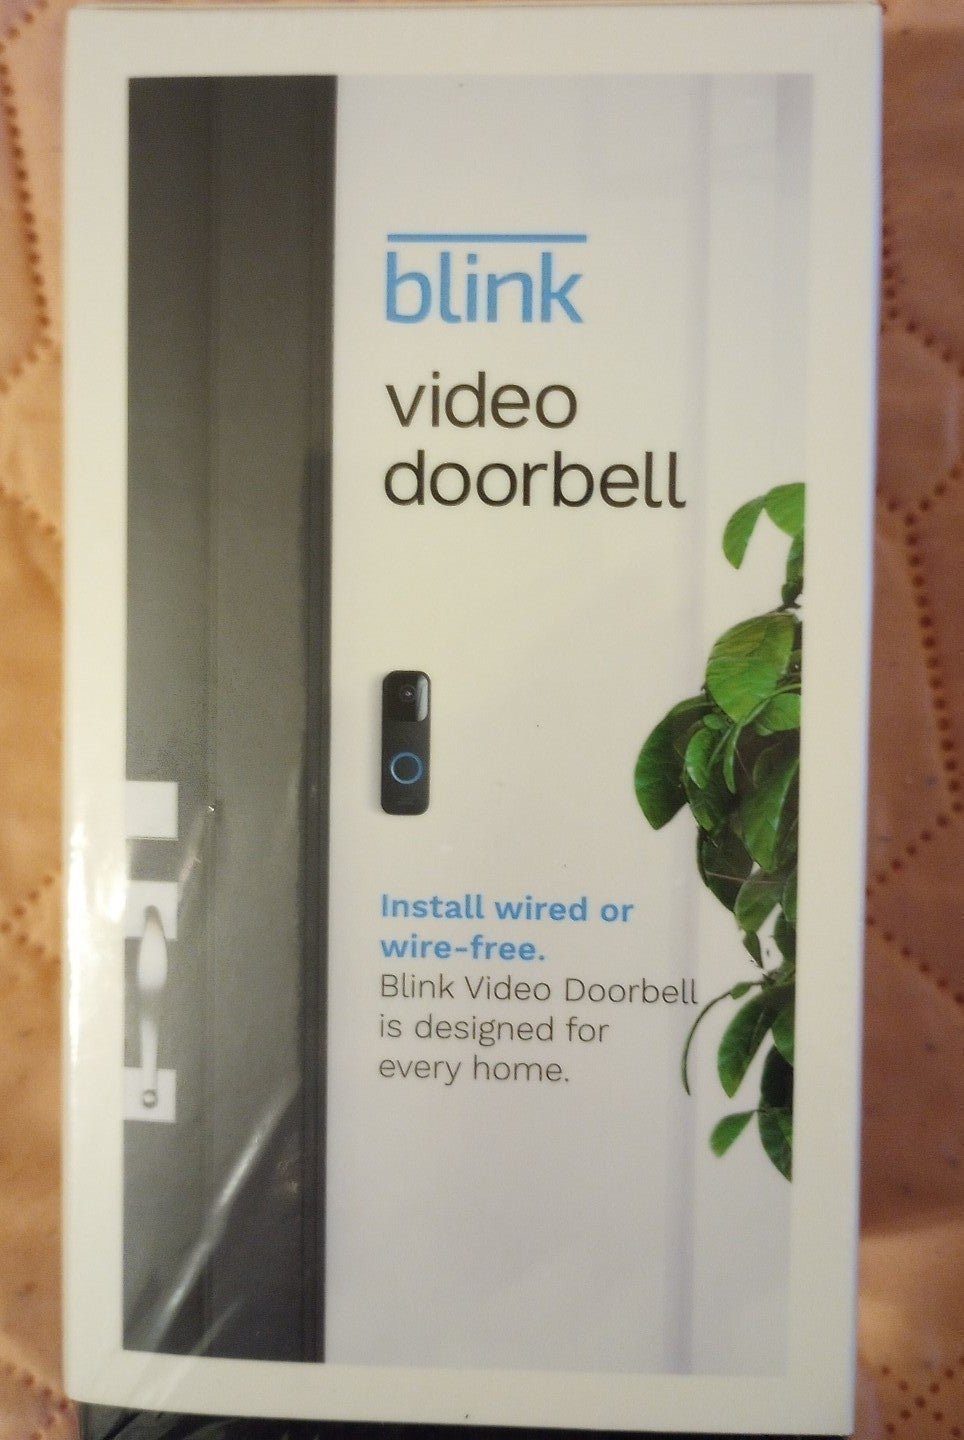 blink
video
doorbell
Install wired or
wire-free.
Blink Video Doorbell
is designed for
every home.